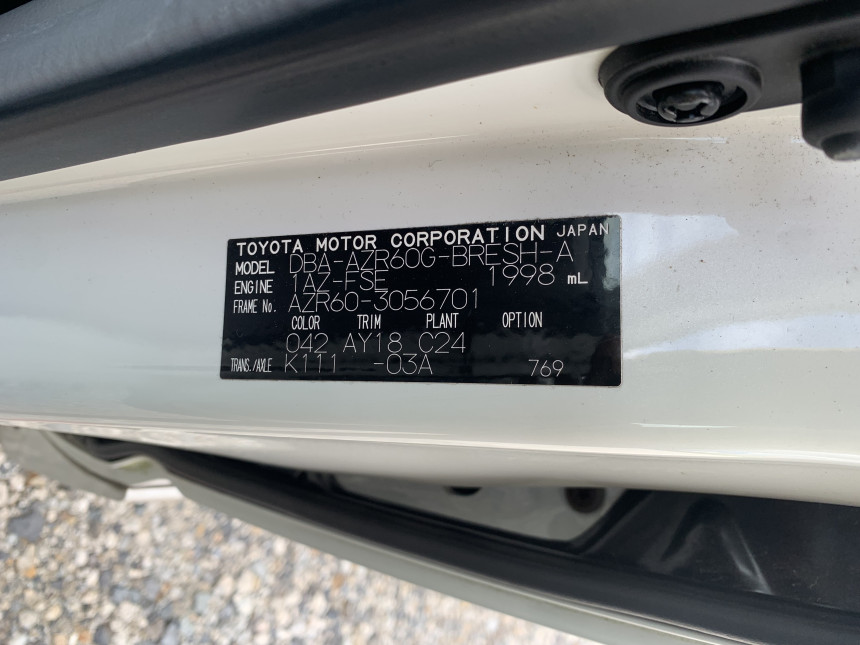 TOYOTA MOTOR CORPORATION JAPAN
MODEL DBA-AZR60G-BRESH-A
ENGINE 1AZ-FSE 1998 mL
FRAME No. AZR60-3056701
COLOR TRIM PLANT OPTION
042 AY18 C24
TRANS./AXLE K111 -03A 769